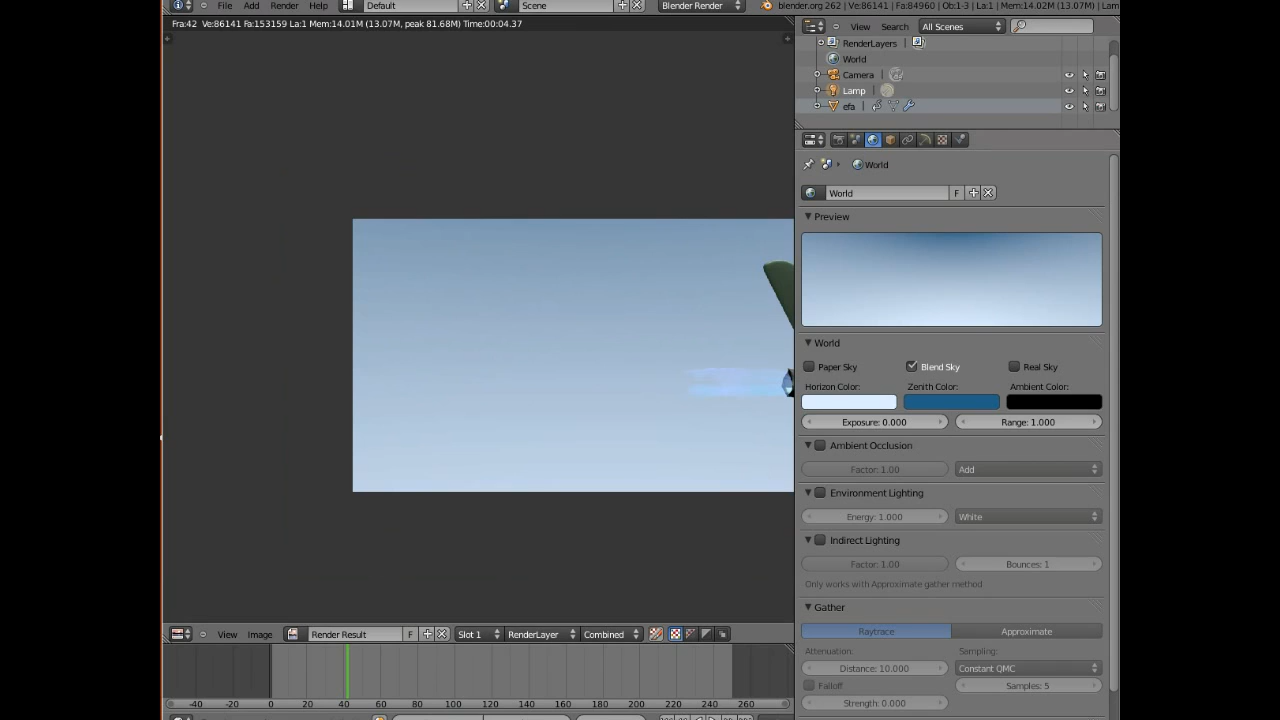 File Add Render Help Default Scene Blender Render blender.org 262 | Ve:86141 | Fa:84960 | Ob:1-3 | La:1 | Mem:14.02M (13.07M) | Lam
Fra:42 Ve:86141 Fa:153159 La:1 Mem:14.01M (13.07M, peak 81.68M) Time:00:04.37
View Search All Scenes
RenderLayers
World
Camera
Lamp
efa
World
World F
Preview
World
Paper Sky Blend Sky Real Sky
Horizon Color: Zenith Color: Ambient Color:
Exposure: 0.000 Range: 1.000
Ambient Occlusion
Factor: 1.00 Add
Environment Lighting
Energy: 1.000 White
Indirect Lighting
Factor: 1.00 Bounces: 1
Only works with Approximate gather method
Gather
Raytrace Approximate
Attenuation: Sampling:
Distance: 10.000 Constant QMC
Falloff Samples: 5
Strength: 0.000
View Image Render Result F Slot 1 RenderLayer Combined
-40 -20 0 20 40 60 80 100 120 140 160 180 200 220 240 260